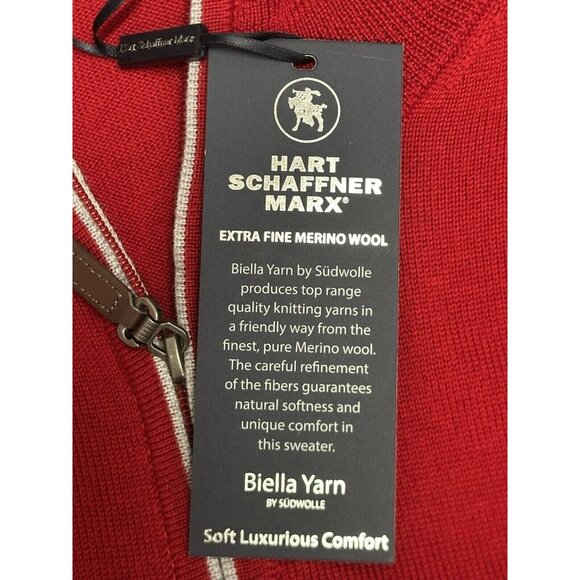 Hart Schaffner Marx
HART
SCHAFFNER
MARX®
EXTRA FINE MERINO WOOL
Biella Yarn by Südwolle
produces top range
quality knitting yarns in
a friendly way from the
finest, pure Merino wool.
The careful refinement
of the fibers guarantees
natural softness and
unique comfort in
this sweater.
Biella Yarn
BY SÜDWOLLE
Soft Luxurious Comfort